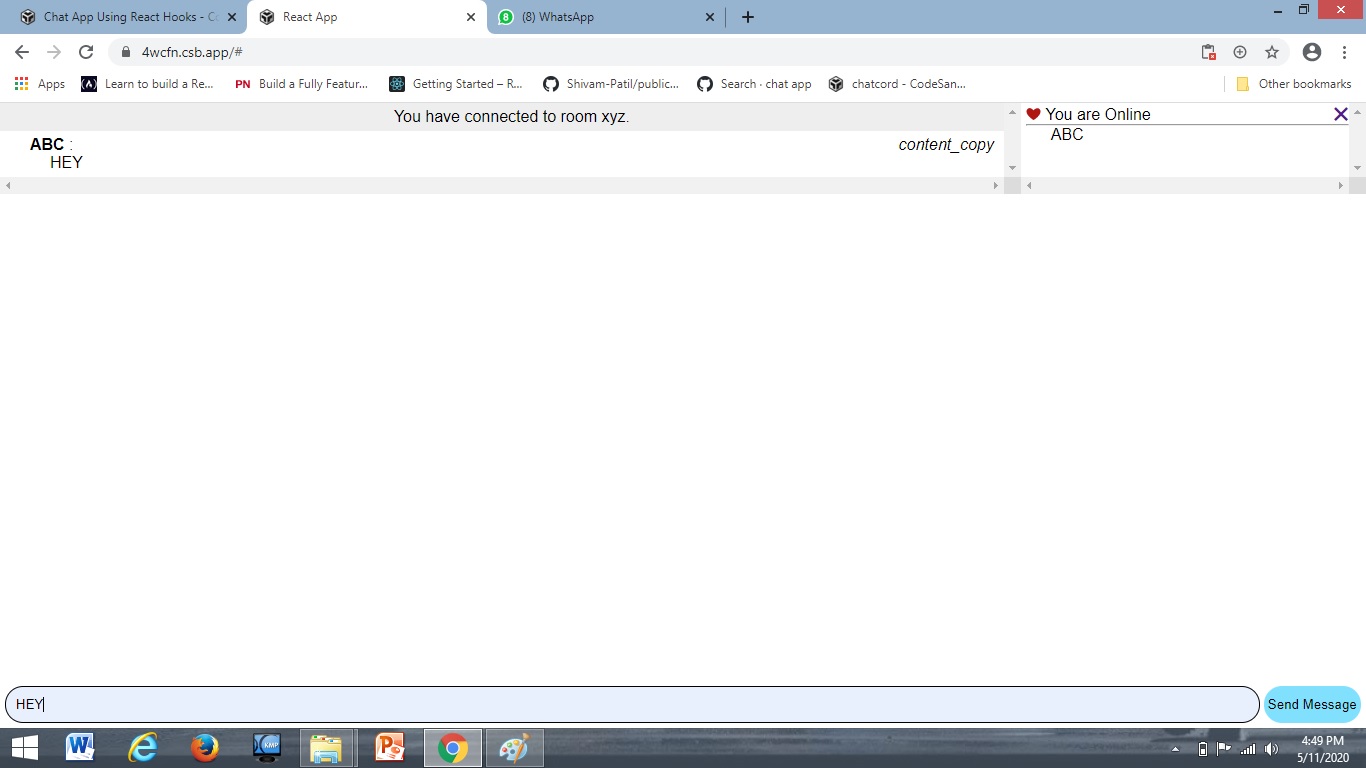 Chat App Using React Hooks - Co
React App
8
(8) WhatsApp
4wcfn.csb.app/#
Apps
Learn to build a Re...
PN
Build a Fully Featur...
Getting Started – R...
Shivam-Patil/public...
Search · chat app
chatcord - CodeSan...
Other bookmarks
You have connected to room xyz.
You are Online
ABC :
content_copy
ABC
HEY
HEY
Send Message
KMP
4:49 PM
5/11/2020